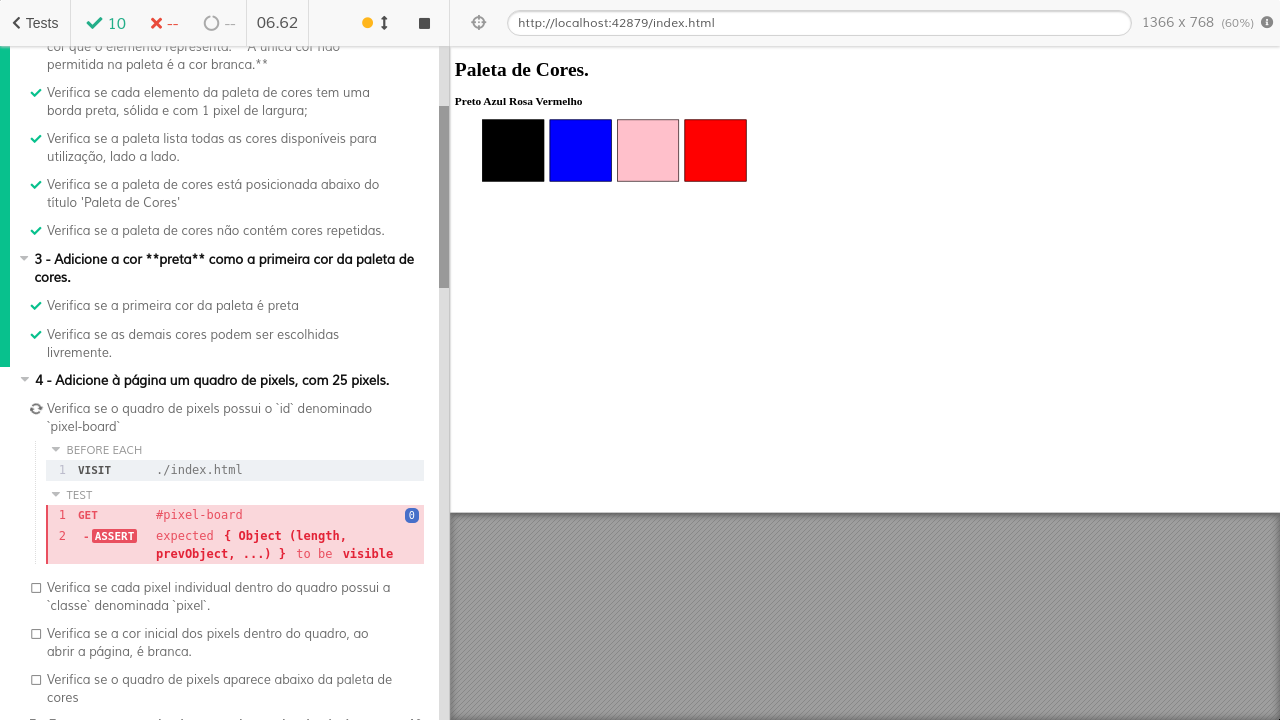 Tests
10
--
--
06.62
http://localhost:42879/index.html
1366 x 768 (60%)
cor que o elemento representa. **A única cor não
permitida na paleta é a cor branca.**
Verifica se cada elemento da paleta de cores tem uma
borda preta, sólida e com 1 pixel de largura;
Verifica se a paleta lista todas as cores disponíveis para
utilização, lado a lado.
Verifica se a paleta de cores está posicionada abaixo do
título 'Paleta de Cores'
Verifica se a paleta de cores não contém cores repetidas.
3 - Adicione a cor **preta** como a primeira cor da paleta de
cores.
Verifica se a primeira cor da paleta é preta
Verifica se as demais cores podem ser escolhidas
livremente.
4 - Adicione à página um quadro de pixels, com 25 pixels.
Verifica se o quadro de pixels possui o `id` denominado
`pixel-board`
BEFORE EACH
1 VISIT ./index.html
TEST
1 GET #pixel-board 0
2 - ASSERT expected { Object (length,
prevObject, ...) } to be visible
Verifica se cada pixel individual dentro do quadro possui a
`classe` denominada `pixel`.
Verifica se a cor inicial dos pixels dentro do quadro, ao
abrir a página, é branca.
Verifica se o quadro de pixels aparece abaixo da paleta de
cores
Paleta de Cores.
Preto Azul Rosa Vermelho